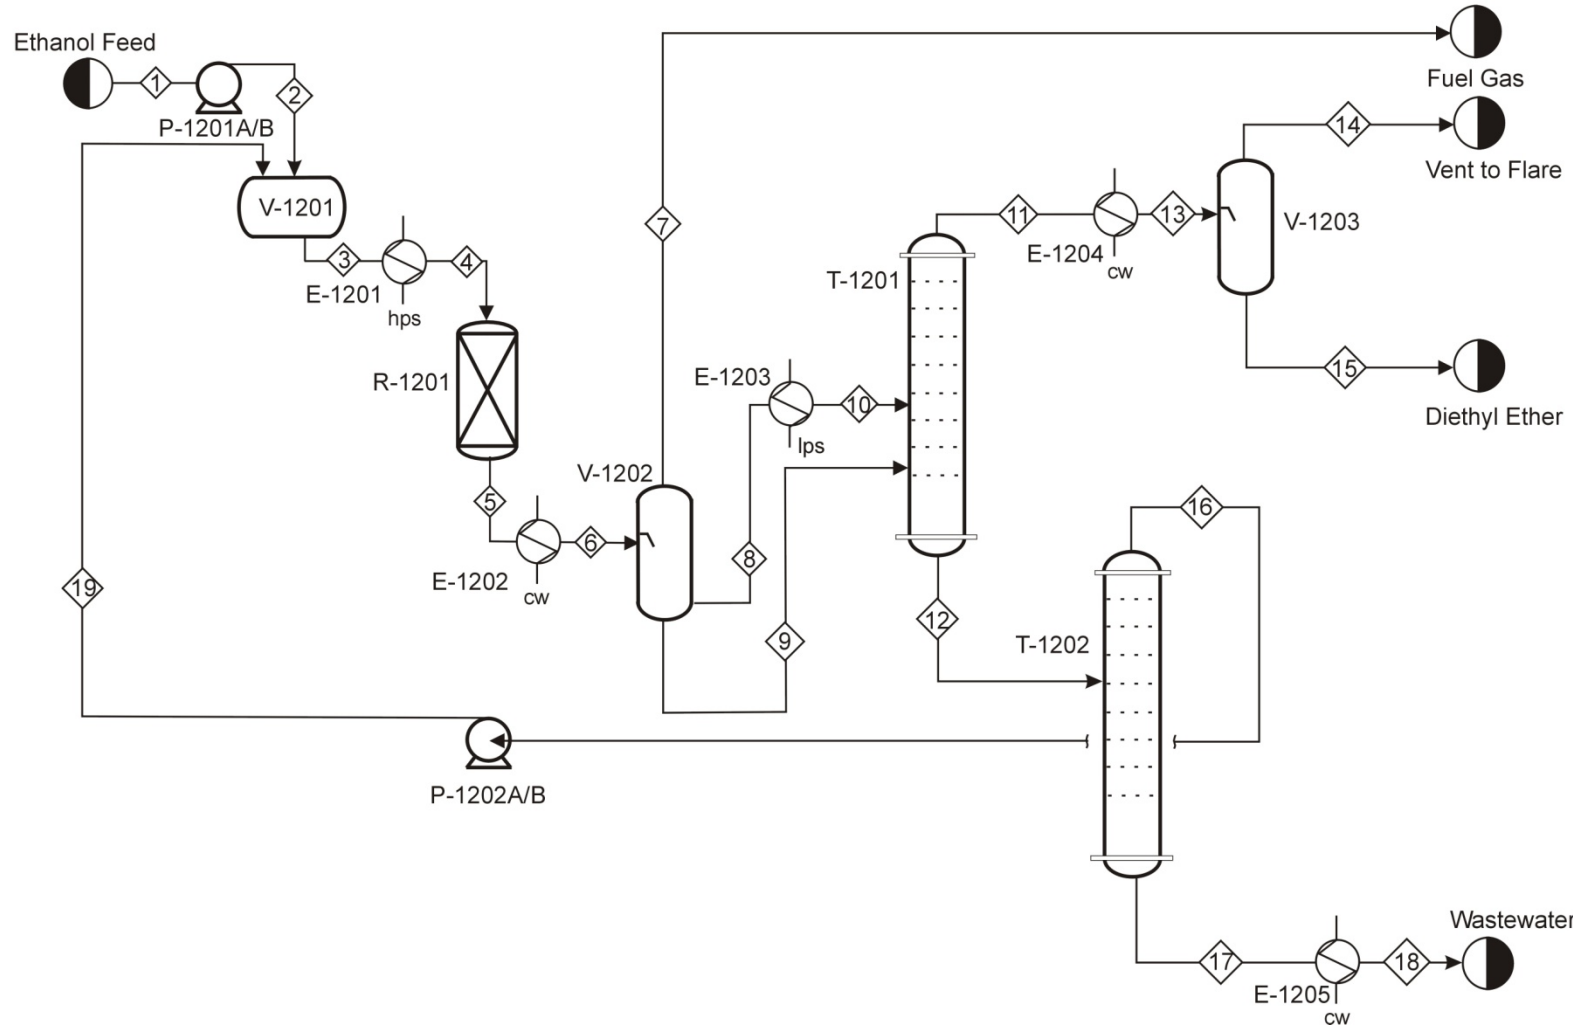 Ethanol Feed
1
2
P-1201A/B
Fuel Gas
14
Vent to Flare
V-1201
7
11
13
V-1203
E-1204
cw
3
4
E-1201
hps
T-1201
R-1201
E-1203
10
lps
15
Diethyl Ether
V-1202
5
6
E-1202
cw
8
9
16
12
T-1202
19
P-1202A/B
Wastewater
17
18
E-1205
cw